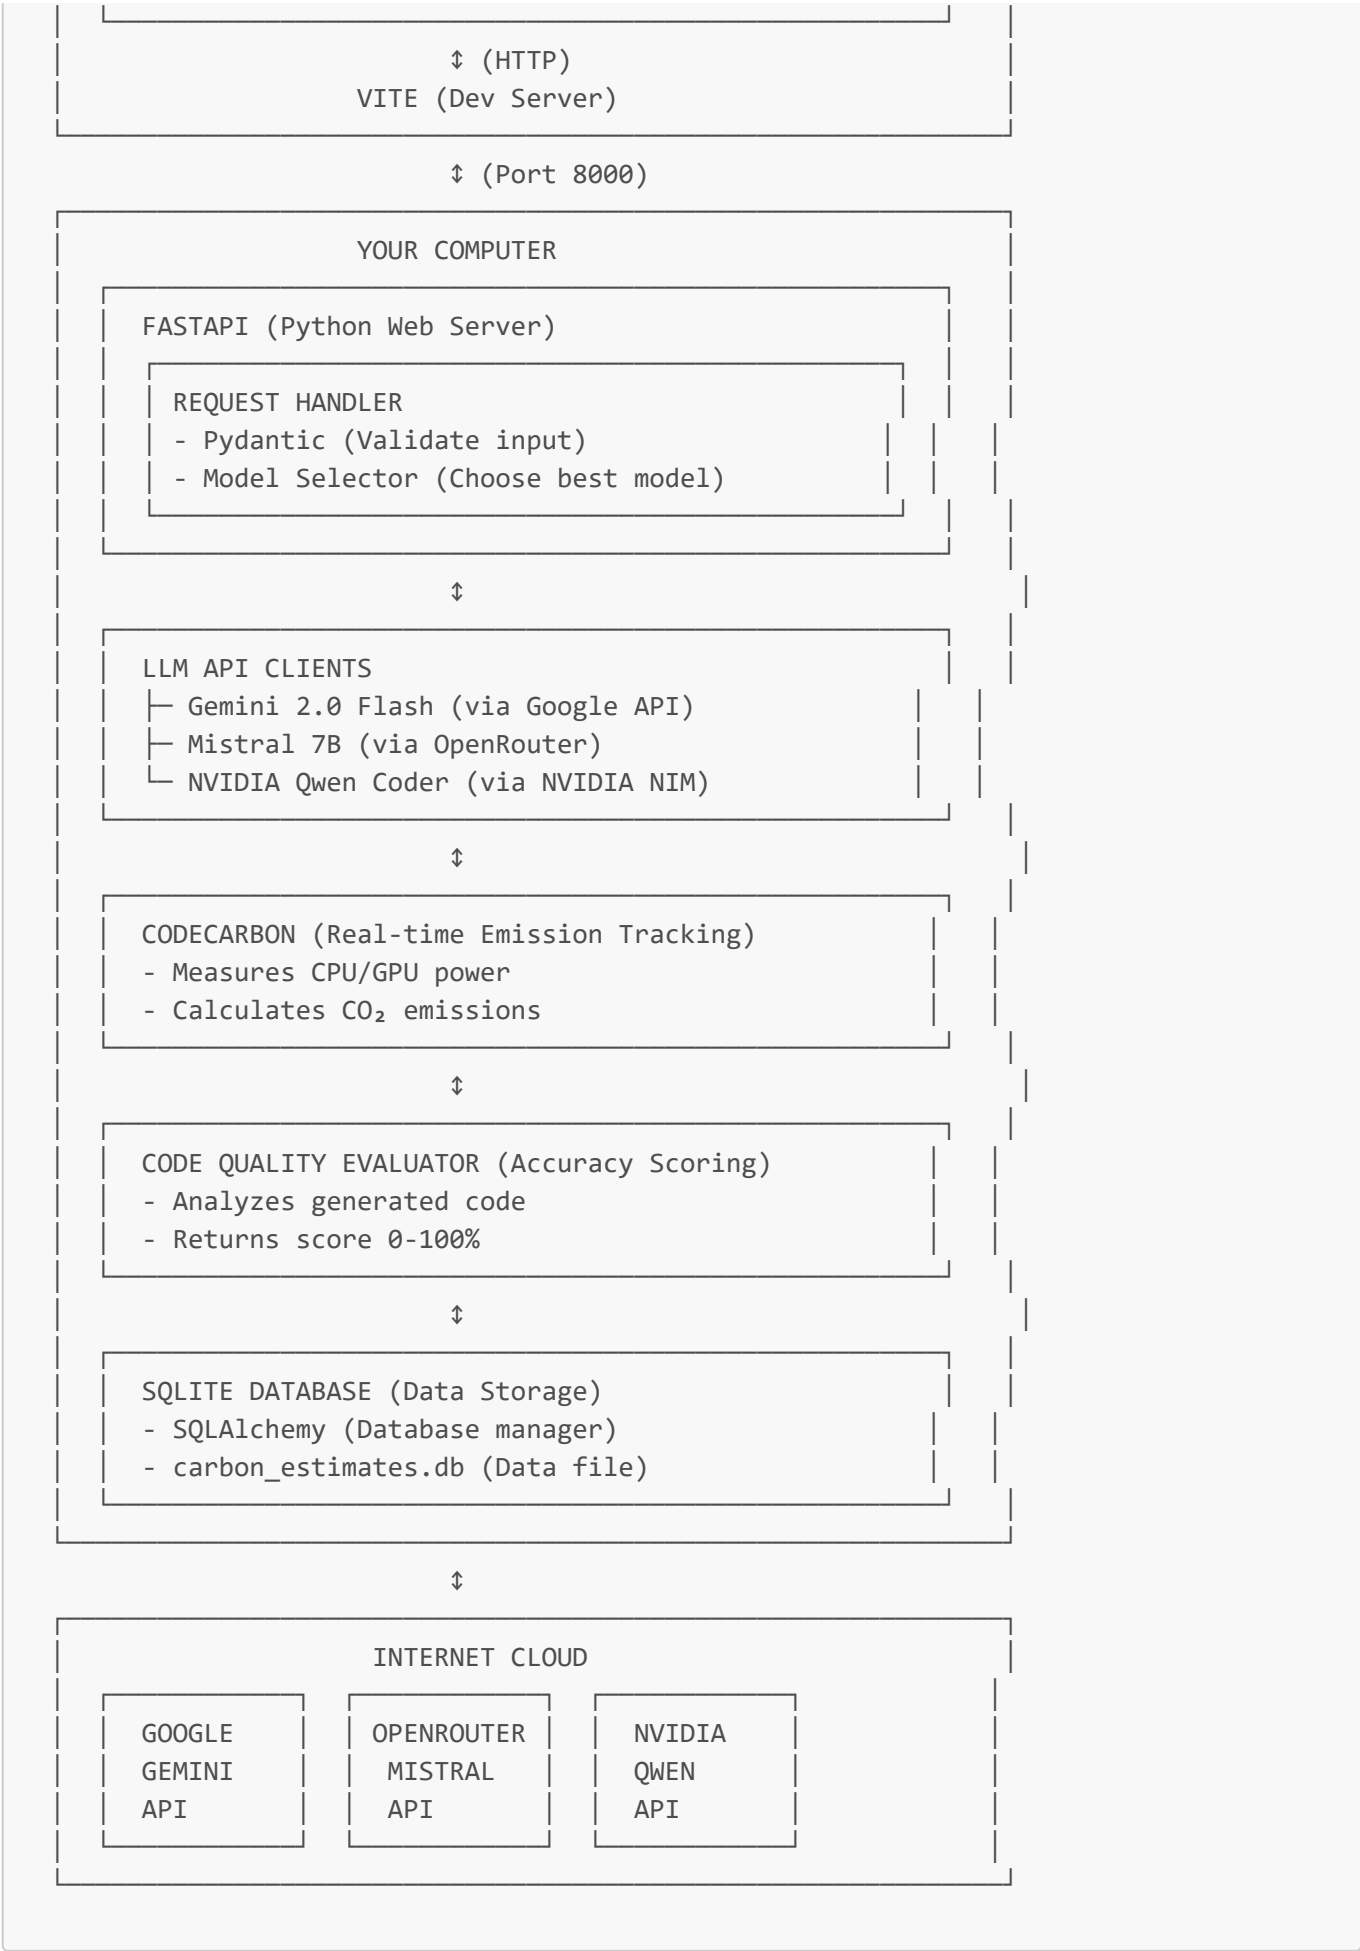 ↕ (HTTP)
VITE (Dev Server)
↕ (Port 8000)
YOUR COMPUTER
FASTAPI (Python Web Server)
REQUEST HANDLER
- Pydantic (Validate input)
- Model Selector (Choose best model)
↕
LLM API CLIENTS
├─ Gemini 2.0 Flash (via Google API)
├─ Mistral 7B (via OpenRouter)
└─ NVIDIA Qwen Coder (via NVIDIA NIM)
↕
CODECARBON (Real-time Emission Tracking)
- Measures CPU/GPU power
- Calculates CO₂ emissions
↕
CODE QUALITY EVALUATOR (Accuracy Scoring)
- Analyzes generated code
- Returns score 0-100%
↕
SQLITE DATABASE (Data Storage)
- SQLAlchemy (Database manager)
- carbon_estimates.db (Data file)
↕
INTERNET CLOUD
GOOGLE OPENROUTER NVIDIA
GEMINI MISTRAL QWEN
API API API